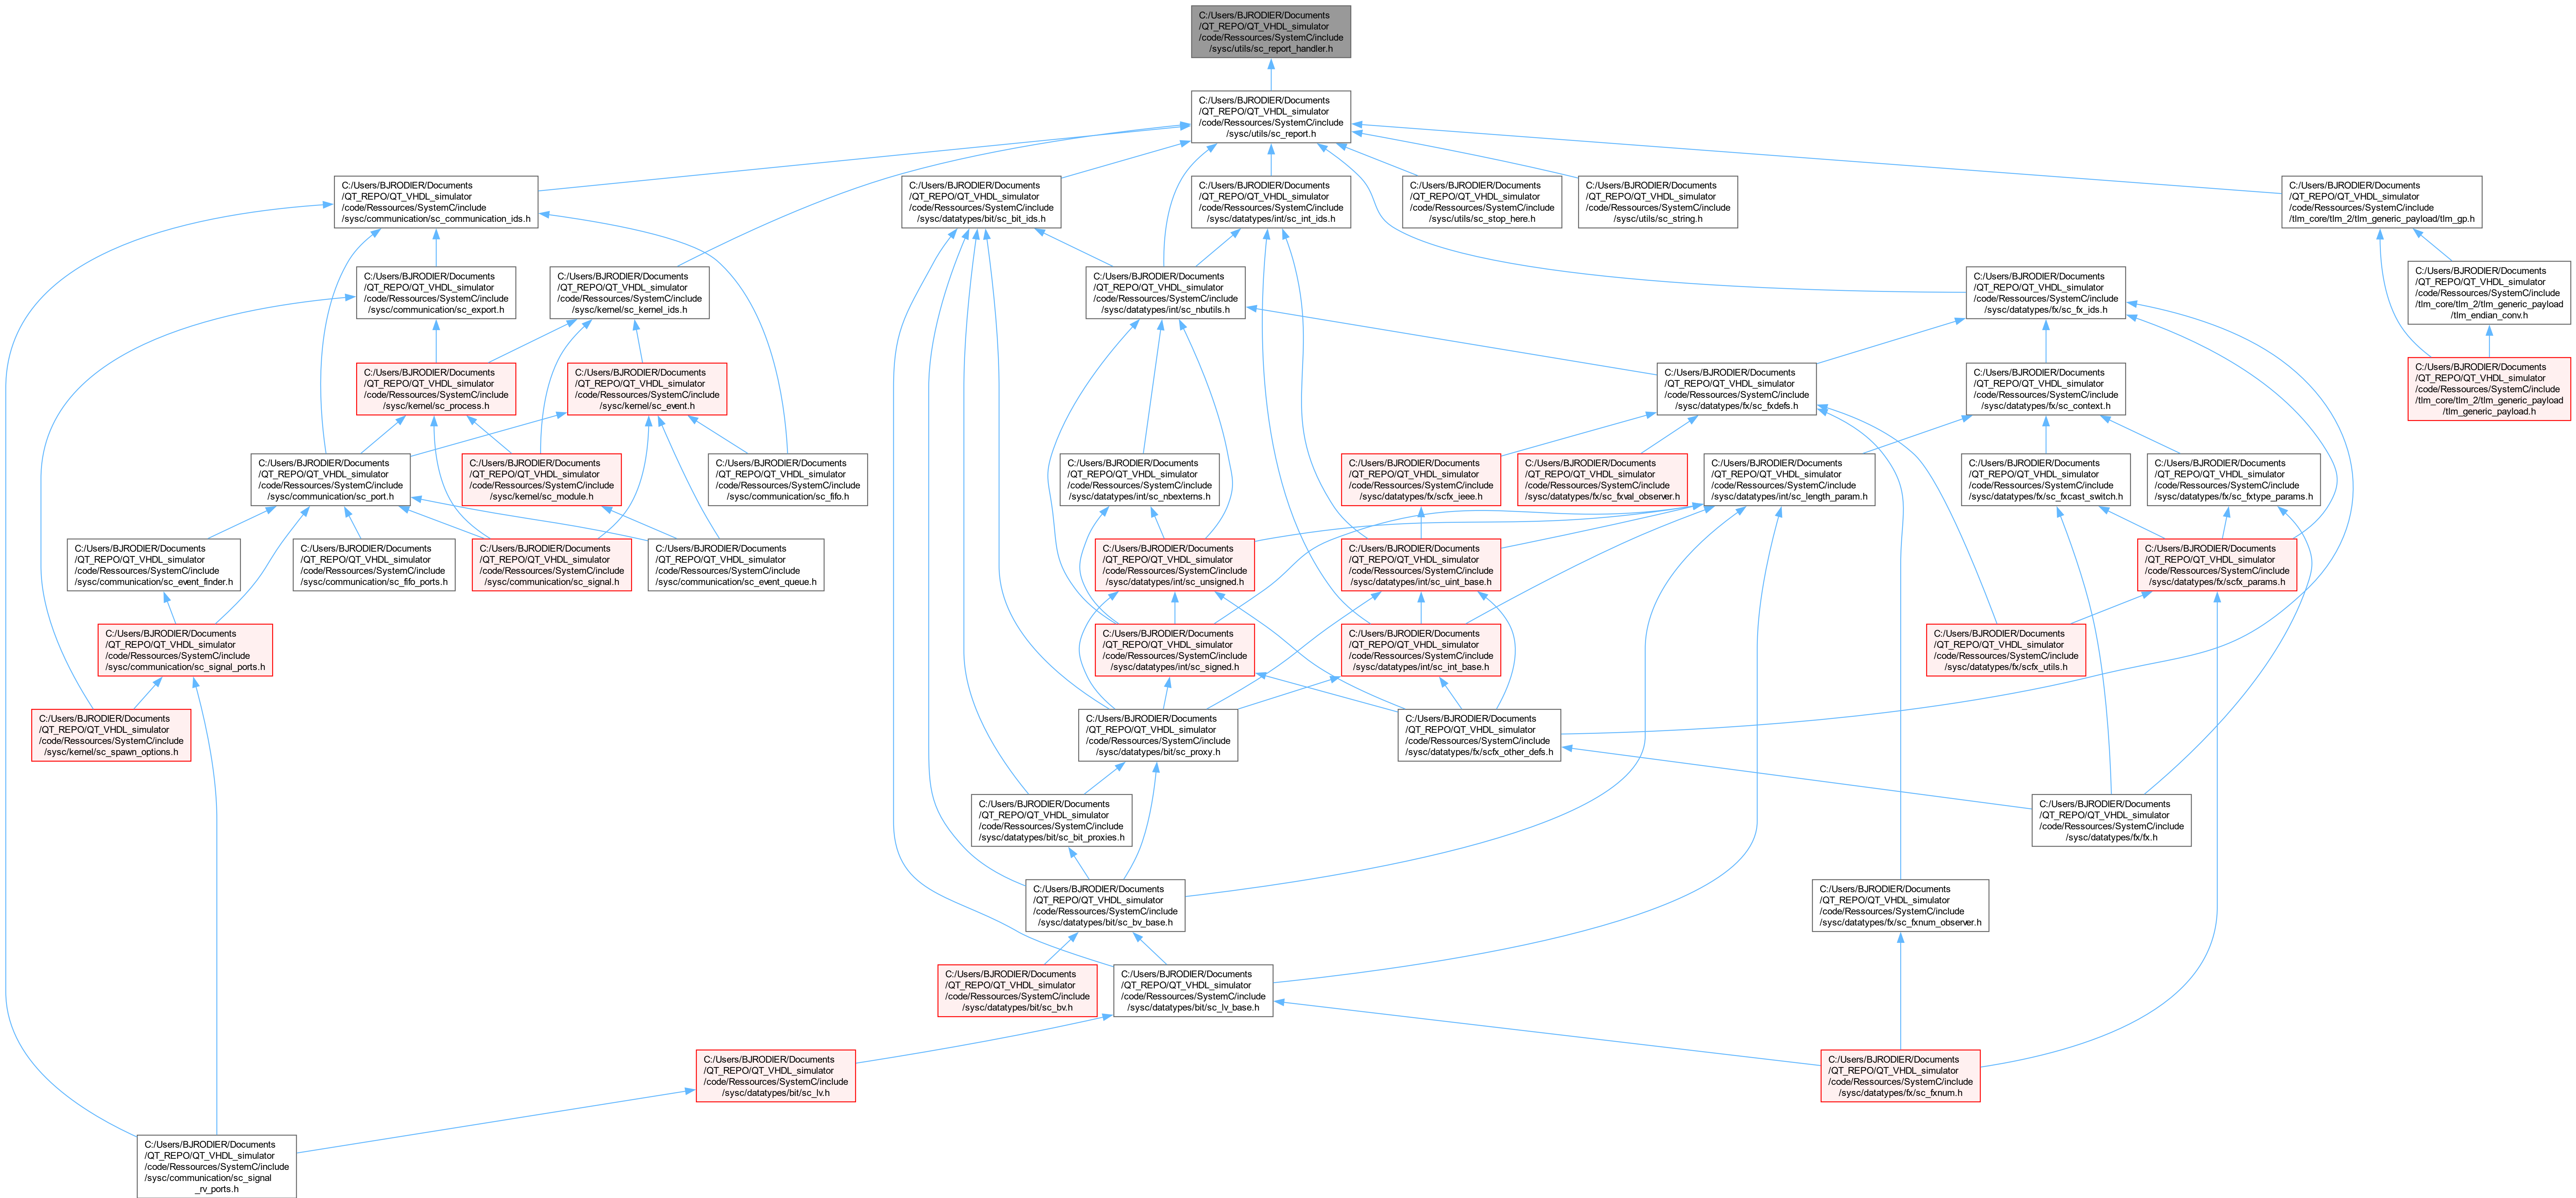 C:/Users/BJRODIER/Documents
/QT_REPO/QT_VHDL_simulator
/code/Ressources/SystemC/include
/sysc/utils/sc_report_handler.h
C:/Users/BJRODIER/Documents
/QT_REPO/QT_VHDL_simulator
/code/Ressources/SystemC/include
/sysc/utils/sc_report.h
C:/Users/BJRODIER/Documents
/QT_REPO/QT_VHDL_simulator
/code/Ressources/SystemC/include
/sysc/communication/sc_communication_ids.h
C:/Users/BJRODIER/Documents
/QT_REPO/QT_VHDL_simulator
/code/Ressources/SystemC/include
/sysc/datatypes/bit/sc_bit_ids.h
C:/Users/BJRODIER/Documents
/QT_REPO/QT_VHDL_simulator
/code/Ressources/SystemC/include
/sysc/datatypes/int/sc_int_ids.h
C:/Users/BJRODIER/Documents
/QT_REPO/QT_VHDL_simulator
/code/Ressources/SystemC/include
/sysc/utils/sc_stop_here.h
C:/Users/BJRODIER/Documents
/QT_REPO/QT_VHDL_simulator
/code/Ressources/SystemC/include
/sysc/utils/sc_string.h
C:/Users/BJRODIER/Documents
/QT_REPO/QT_VHDL_simulator
/code/Ressources/SystemC/include
/tlm_core/tlm_2/tlm_generic_payload/tlm_gp.h
C:/Users/BJRODIER/Documents
/QT_REPO/QT_VHDL_simulator
/code/Ressources/SystemC/include
/sysc/communication/sc_export.h
C:/Users/BJRODIER/Documents
/QT_REPO/QT_VHDL_simulator
/code/Ressources/SystemC/include
/sysc/kernel/sc_kernel_ids.h
C:/Users/BJRODIER/Documents
/QT_REPO/QT_VHDL_simulator
/code/Ressources/SystemC/include
/sysc/datatypes/int/sc_nbutils.h
C:/Users/BJRODIER/Documents
/QT_REPO/QT_VHDL_simulator
/code/Ressources/SystemC/include
/sysc/datatypes/fx/sc_fx_ids.h
C:/Users/BJRODIER/Documents
/QT_REPO/QT_VHDL_simulator
/code/Ressources/SystemC/include
/tlm_core/tlm_2/tlm_generic_payload
/tlm_endian_conv.h
C:/Users/BJRODIER/Documents
/QT_REPO/QT_VHDL_simulator
/code/Ressources/SystemC/include
/sysc/kernel/sc_process.h
C:/Users/BJRODIER/Documents
/QT_REPO/QT_VHDL_simulator
/code/Ressources/SystemC/include
/sysc/kernel/sc_event.h
C:/Users/BJRODIER/Documents
/QT_REPO/QT_VHDL_simulator
/code/Ressources/SystemC/include
/sysc/datatypes/fx/sc_fxdefs.h
C:/Users/BJRODIER/Documents
/QT_REPO/QT_VHDL_simulator
/code/Ressources/SystemC/include
/sysc/datatypes/fx/sc_context.h
C:/Users/BJRODIER/Documents
/QT_REPO/QT_VHDL_simulator
/code/Ressources/SystemC/include
/tlm_core/tlm_2/tlm_generic_payload
/tlm_generic_payload.h
C:/Users/BJRODIER/Documents
/QT_REPO/QT_VHDL_simulator
/code/Ressources/SystemC/include
/sysc/communication/sc_port.h
C:/Users/BJRODIER/Documents
/QT_REPO/QT_VHDL_simulator
/code/Ressources/SystemC/include
/sysc/kernel/sc_module.h
C:/Users/BJRODIER/Documents
/QT_REPO/QT_VHDL_simulator
/code/Ressources/SystemC/include
/sysc/communication/sc_fifo.h
C:/Users/BJRODIER/Documents
/QT_REPO/QT_VHDL_simulator
/code/Ressources/SystemC/include
/sysc/datatypes/int/sc_nbexterns.h
C:/Users/BJRODIER/Documents
/QT_REPO/QT_VHDL_simulator
/code/Ressources/SystemC/include
/sysc/datatypes/fx/scfx_ieee.h
C:/Users/BJRODIER/Documents
/QT_REPO/QT_VHDL_simulator
/code/Ressources/SystemC/include
/sysc/datatypes/fx/sc_fxval_observer.h
C:/Users/BJRODIER/Documents
/QT_REPO/QT_VHDL_simulator
/code/Ressources/SystemC/include
/sysc/datatypes/int/sc_length_param.h
C:/Users/BJRODIER/Documents
/QT_REPO/QT_VHDL_simulator
/code/Ressources/SystemC/include
/sysc/datatypes/fx/sc_fxcast_switch.h
C:/Users/BJRODIER/Documents
/QT_REPO/QT_VHDL_simulator
/code/Ressources/SystemC/include
/sysc/datatypes/fx/sc_fxtype_params.h
C:/Users/BJRODIER/Documents
/QT_REPO/QT_VHDL_simulator
/code/Ressources/SystemC/include
/sysc/communication/sc_event_finder.h
C:/Users/BJRODIER/Documents
/QT_REPO/QT_VHDL_simulator
/code/Ressources/SystemC/include
/sysc/communication/sc_fifo_ports.h
C:/Users/BJRODIER/Documents
/QT_REPO/QT_VHDL_simulator
/code/Ressources/SystemC/include
/sysc/communication/sc_signal.h
C:/Users/BJRODIER/Documents
/QT_REPO/QT_VHDL_simulator
/code/Ressources/SystemC/include
/sysc/communication/sc_event_queue.h
C:/Users/BJRODIER/Documents
/QT_REPO/QT_VHDL_simulator
/code/Ressources/SystemC/include
/sysc/datatypes/int/sc_unsigned.h
C:/Users/BJRODIER/Documents
/QT_REPO/QT_VHDL_simulator
/code/Ressources/SystemC/include
/sysc/datatypes/int/sc_uint_base.h
C:/Users/BJRODIER/Documents
/QT_REPO/QT_VHDL_simulator
/code/Ressources/SystemC/include
/sysc/datatypes/fx/scfx_params.h
C:/Users/BJRODIER/Documents
/QT_REPO/QT_VHDL_simulator
/code/Ressources/SystemC/include
/sysc/communication/sc_signal_ports.h
C:/Users/BJRODIER/Documents
/QT_REPO/QT_VHDL_simulator
/code/Ressources/SystemC/include
/sysc/datatypes/int/sc_signed.h
C:/Users/BJRODIER/Documents
/QT_REPO/QT_VHDL_simulator
/code/Ressources/SystemC/include
/sysc/datatypes/int/sc_int_base.h
C:/Users/BJRODIER/Documents
/QT_REPO/QT_VHDL_simulator
/code/Ressources/SystemC/include
/sysc/datatypes/fx/scfx_utils.h
C:/Users/BJRODIER/Documents
/QT_REPO/QT_VHDL_simulator
/code/Ressources/SystemC/include
/sysc/kernel/sc_spawn_options.h
C:/Users/BJRODIER/Documents
/QT_REPO/QT_VHDL_simulator
/code/Ressources/SystemC/include
/sysc/datatypes/bit/sc_proxy.h
C:/Users/BJRODIER/Documents
/QT_REPO/QT_VHDL_simulator
/code/Ressources/SystemC/include
/sysc/datatypes/fx/scfx_other_defs.h
C:/Users/BJRODIER/Documents
/QT_REPO/QT_VHDL_simulator
/code/Ressources/SystemC/include
/sysc/datatypes/bit/sc_bit_proxies.h
C:/Users/BJRODIER/Documents
/QT_REPO/QT_VHDL_simulator
/code/Ressources/SystemC/include
/sysc/datatypes/fx/fx.h
C:/Users/BJRODIER/Documents
/QT_REPO/QT_VHDL_simulator
/code/Ressources/SystemC/include
/sysc/datatypes/bit/sc_bv_base.h
C:/Users/BJRODIER/Documents
/QT_REPO/QT_VHDL_simulator
/code/Ressources/SystemC/include
/sysc/datatypes/fx/sc_fxnum_observer.h
C:/Users/BJRODIER/Documents
/QT_REPO/QT_VHDL_simulator
/code/Ressources/SystemC/include
/sysc/datatypes/bit/sc_bv.h
C:/Users/BJRODIER/Documents
/QT_REPO/QT_VHDL_simulator
/code/Ressources/SystemC/include
/sysc/datatypes/bit/sc_lv_base.h
C:/Users/BJRODIER/Documents
/QT_REPO/QT_VHDL_simulator
/code/Ressources/SystemC/include
/sysc/datatypes/bit/sc_lv.h
C:/Users/BJRODIER/Documents
/QT_REPO/QT_VHDL_simulator
/code/Ressources/SystemC/include
/sysc/datatypes/fx/sc_fxnum.h
C:/Users/BJRODIER/Documents
/QT_REPO/QT_VHDL_simulator
/code/Ressources/SystemC/include
/sysc/communication/sc_signal
_rv_ports.h